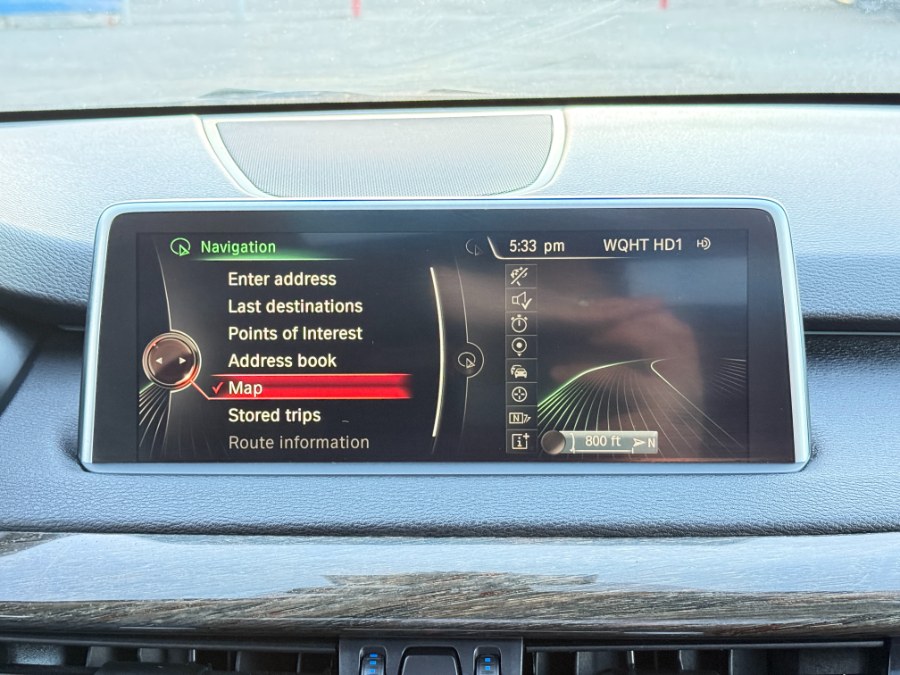 Navigation
5:33 pm WQHT HD1
Enter address
Last destinations
Points of Interest
Address book
Map
Stored trips
Route information
N
i+
800 ft N